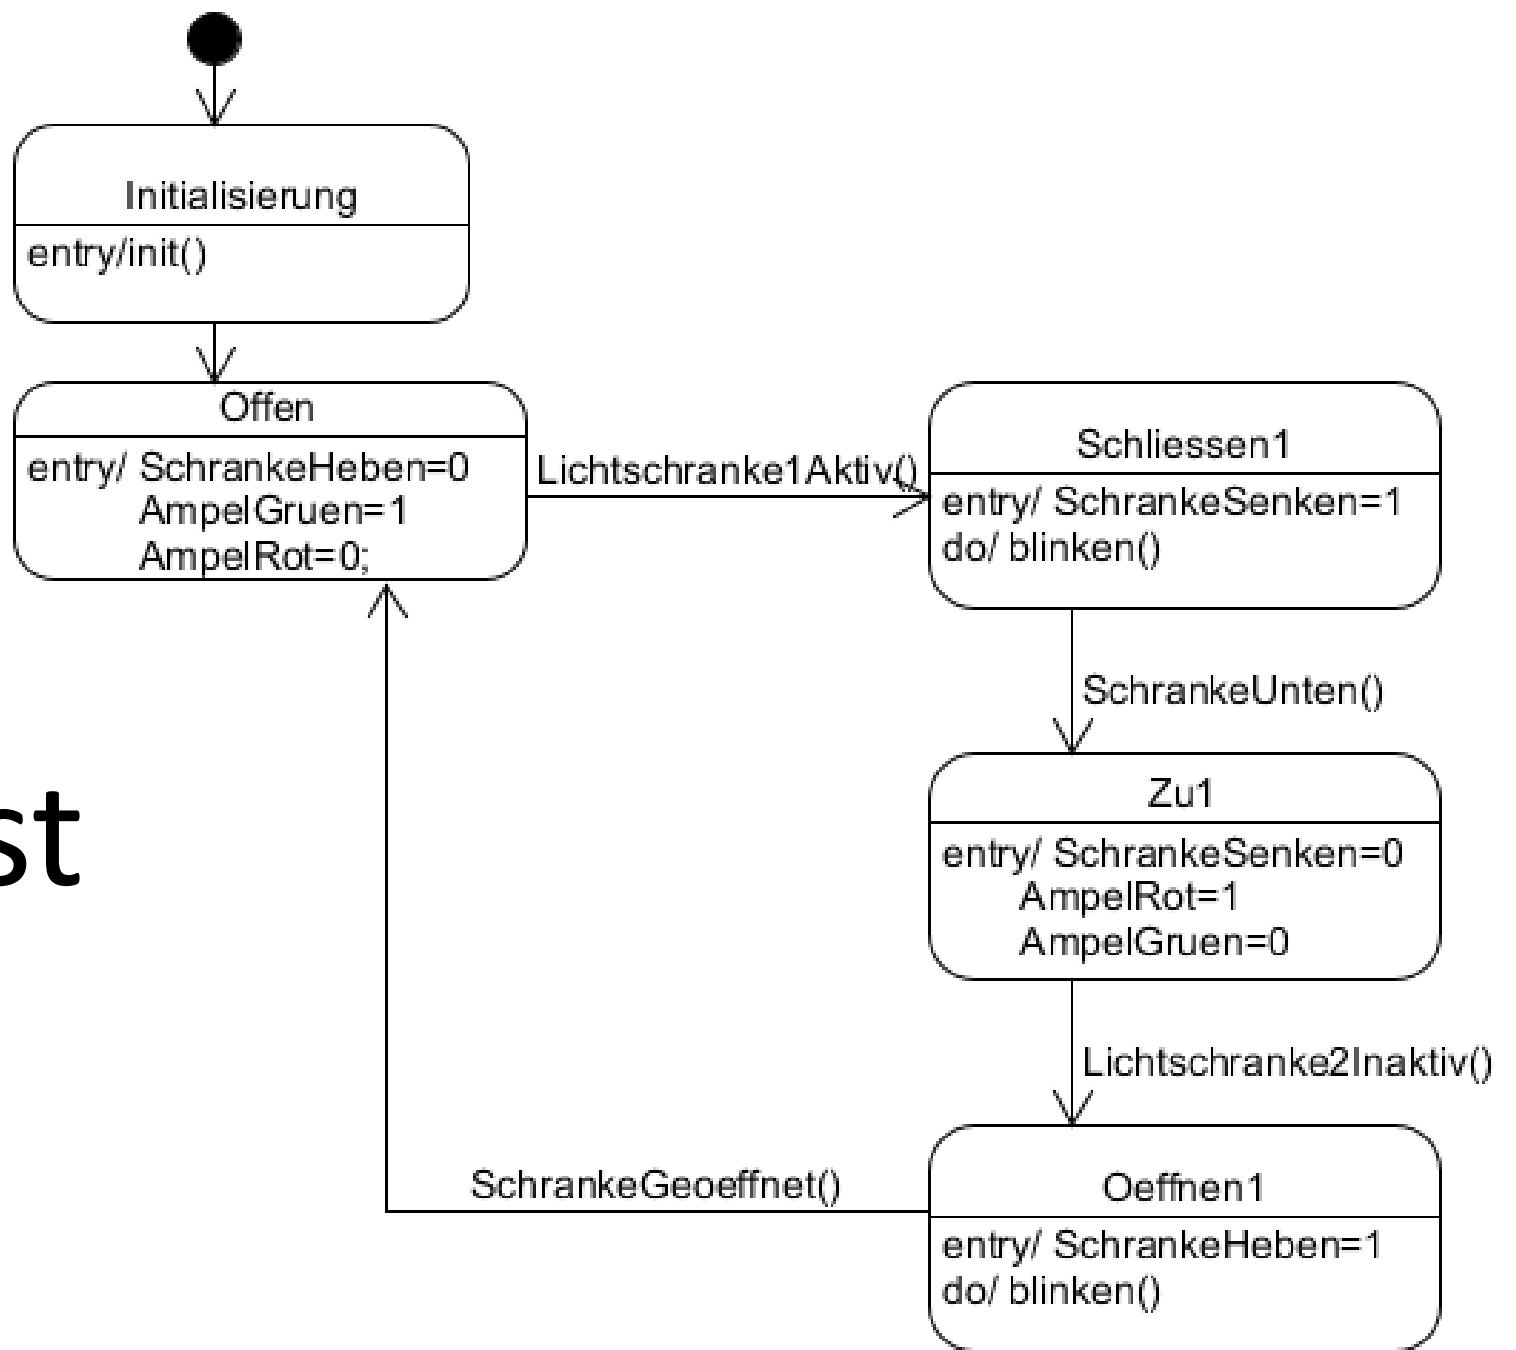 Initialisierung
entry/init()
Offen
entry/ SchrankeHeben=0
AmpelGruen=1
AmpelRot=0;
Lichtschranke1Aktiv()
Schliessen1
entry/ SchrankeSenken=1
do/ blinken()
SchrankeUnten()
st
Zu1
entry/ SchrankeSenken=0
AmpelRot=1
AmpelGruen=0
Lichtschranke2Inaktiv()
SchrankeGeoeffnet()
Oeffnen1
entry/ SchrankeHeben=1
do/ blinken()